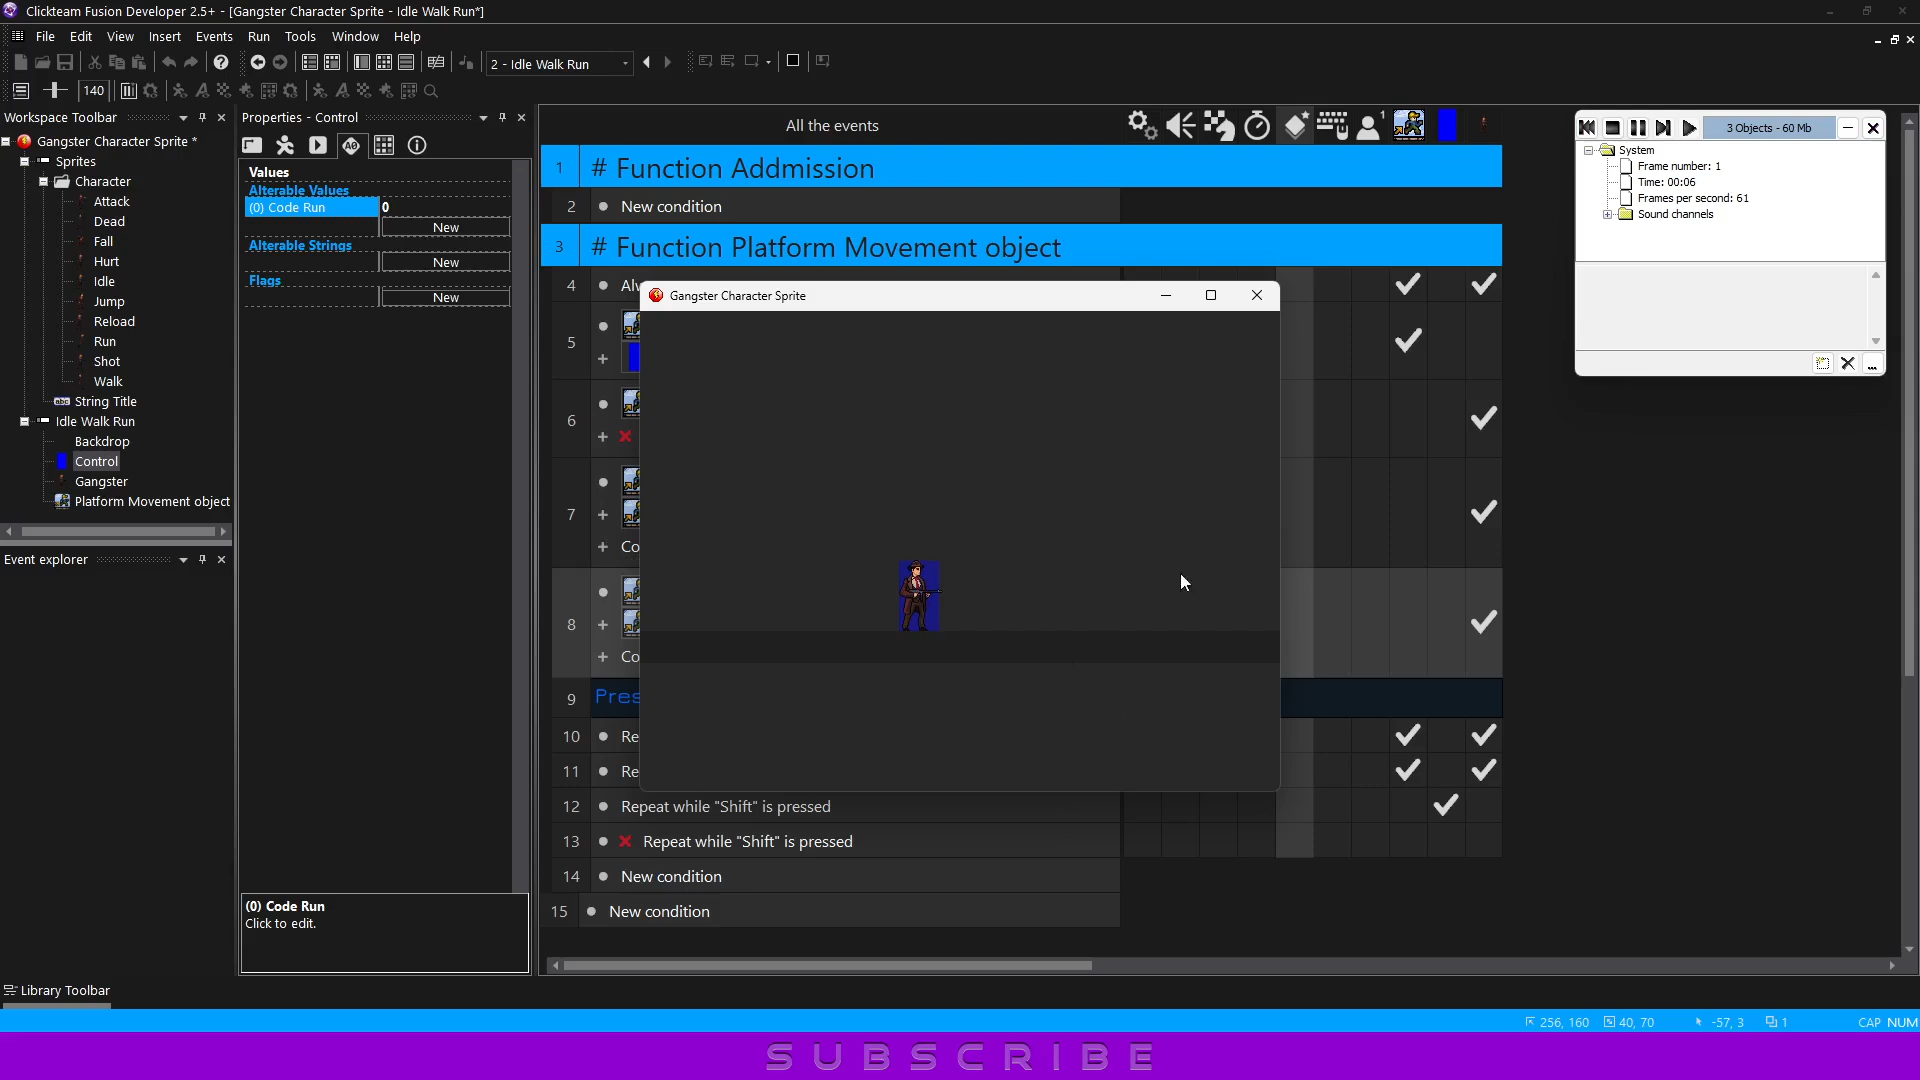 Clickteam Fusion Developer 2.5+ - [Gangster Character Sprite - Idle Walk Run*]
File Edit View Insert Events Run Tools Window Help
2 - Idle Walk Run
140
Workspace Toolbar
Gangster Character Sprite *
Sprites
Character
Attack
Dead
Fall
Hurt
Idle
Jump
Reload
Run
Shot
Walk
abc String Title
Idle Walk Run
Backdrop
Control
Gangster
Platform Movement object
Event explorer
Properties - Control
Values
Alterable Values
(0) Code Run 0
New
Alterable Strings
New
Flags
New
(0) Code Run
Click to edit.
All the events
1 # Function Addmission
2 New condition
3 # Function Platform Movement object
4 Alw
5
6
7
Co
8
Co
9 Pres
10 Re
11 Re
12 Repeat while "Shift" is pressed
13 Repeat while "Shift" is pressed
14 New condition
15 New condition
Gangster Character Sprite
3 Objects - 60 Mb
System
Frame number: 1
Time: 00:06
Frames per second: 61
Sound channels
Library Toolbar
256, 160 40, 70 -57, 3 1 CAP NUM
SUBSCRIBE